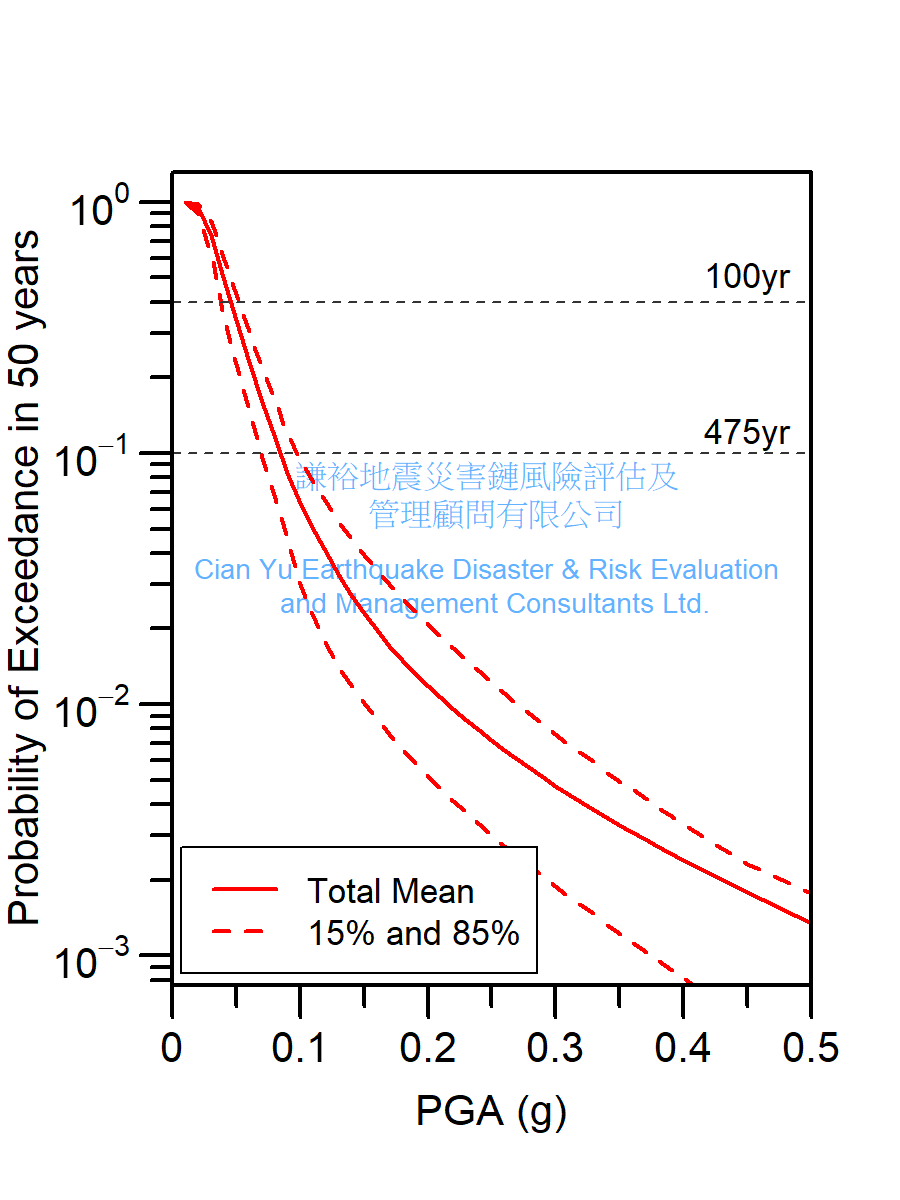 Probability of Exceedance in 50 years
10⁰
10⁻¹
10⁻²
10⁻³
100yr
475yr
謙裕地震災害鏈風險評估及
管理顧問有限公司
Cian Yu Earthquake Disaster & Risk Evaluation
and Management Consultants Ltd.
Total Mean
15% and 85%
0 0.1 0.2 0.3 0.4 0.5
PGA (g)